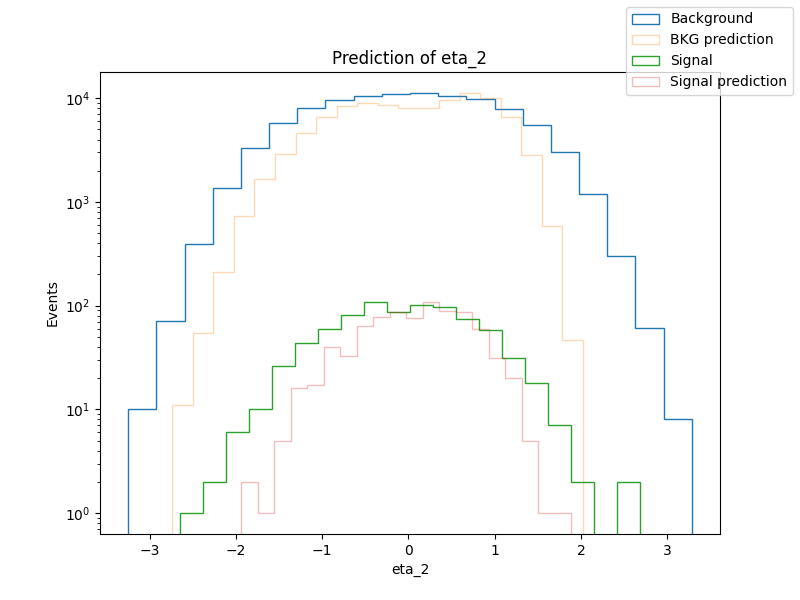 Prediction of eta_2
Background
BKG prediction
Signal
Signal prediction
Events
10⁴
10³
10²
10¹
10⁰
−3
−2
−1
0
1
2
3
eta_2